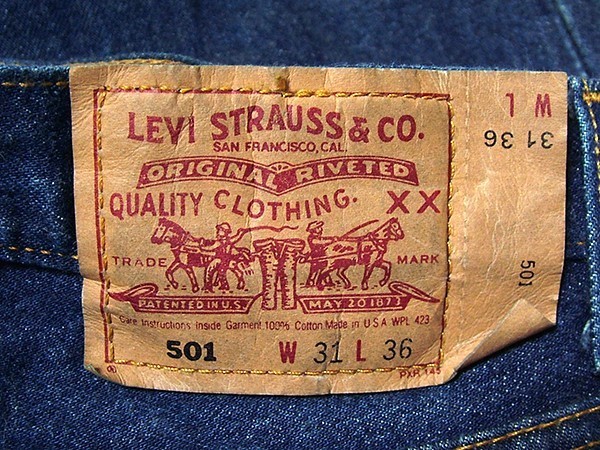 LEVI STRAUSS & CO.
SAN FRANCISCO, CAL.
ORIGINAL RIVETED
QUALITY CLOTHING. XX
TRADE MARK
PATENTED IN U.S. MAY 20 1873
Care Instructions Inside Garment 100% Cotton Made in U S A WPL 423
501 W 31 L 36
W L
31 36
501